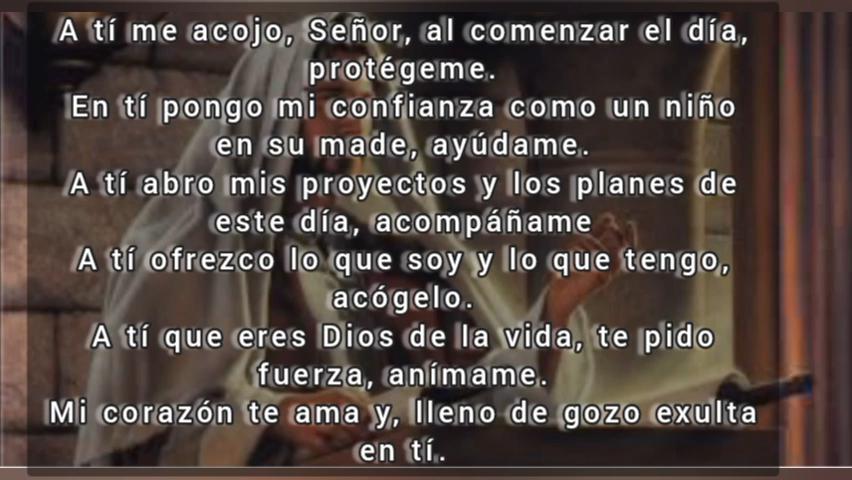 A tí me acojo, Señor, al comenzar el día,
protégeme.
En tí pongo mi confianza como un niño
en su made, ayúdame.
A tí abro mis proyectos y los planes de
este día, acompáñame
A tí ofrezco lo que soy y lo que tengo,
acógelo.
A tí que eres Dios de la vida, te pido
fuerza, anímame.
Mi corazón te ama y, lleno de gozo exulta
en tí.